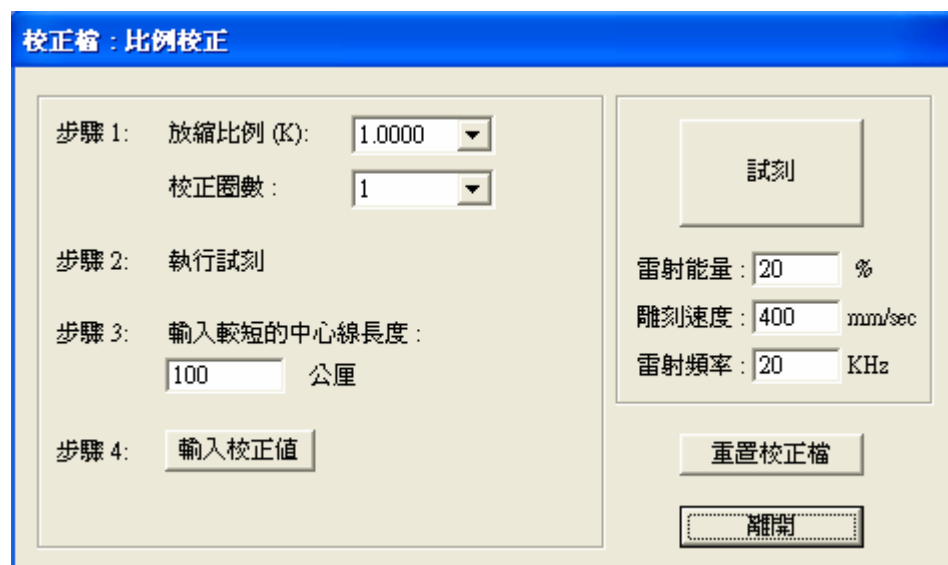 校正檔 : 比例校正
步驟 1: 放縮比例 (K): 1.0000
校正圈數 : 1
步驟 2: 執行試刻
步驟 3: 輸入較短的中心線長度 :
100 公厘
步驟 4: 輸入校正值
試刻
雷射能量 : 20 %
雕刻速度 : 400 mm/sec
雷射頻率 : 20 KHz
重置校正檔
離開